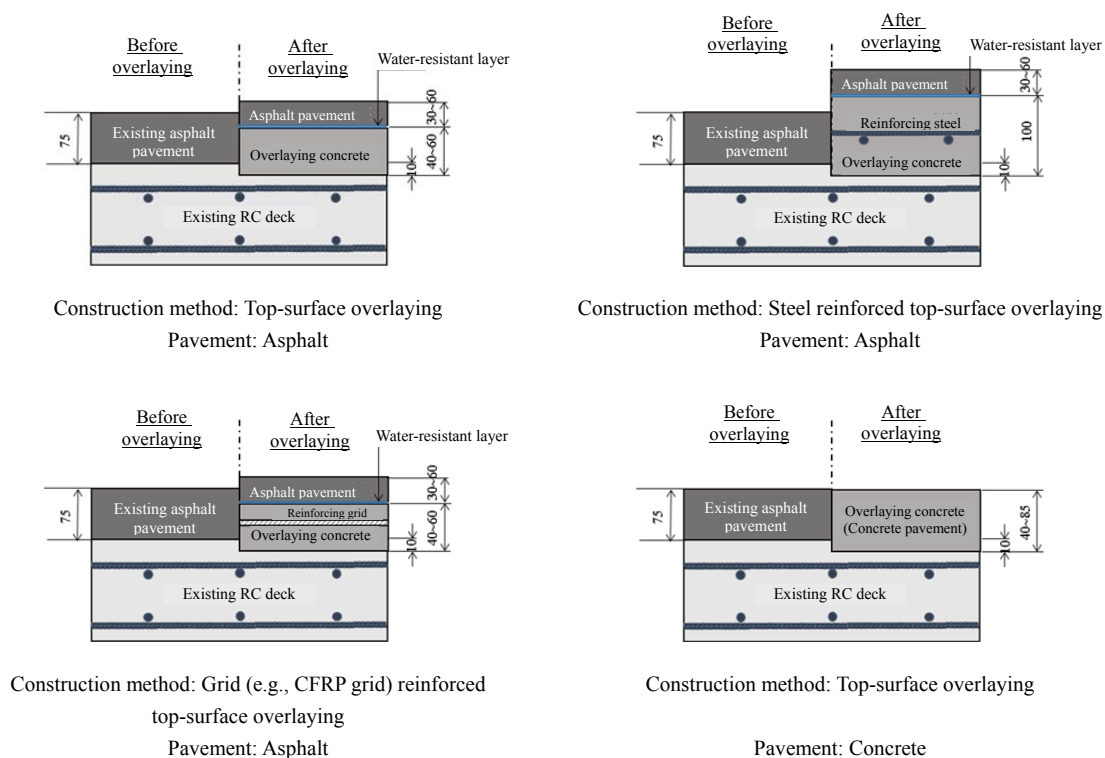 Before
overlaying
After
overlaying
Water-resistant layer
75
Existing asphalt
pavement
Asphalt pavement
Overlaying concrete
30~60
40~60
10
Existing RC deck
Construction method: Top-surface overlaying
Pavement: Asphalt
Before
overlaying
After
overlaying
Water-resistant layer
75
Existing asphalt
pavement
Asphalt pavement
Reinforcing steel
Overlaying concrete
30~60
100
10
Existing RC deck
Construction method: Steel reinforced top-surface overlaying
Pavement: Asphalt
Before
overlaying
After
overlaying
Water-resistant layer
75
Existing asphalt
pavement
Asphalt pavement
Reinforcing grid
Overlaying concrete
30~60
40~60
10
Existing RC deck
Construction method: Grid (e.g., CFRP grid) reinforced
top-surface overlaying
Pavement: Asphalt
Before
overlaying
After
overlaying
75
Existing asphalt
pavement
Overlaying concrete
(Concrete pavement)
40~85
10
Existing RC deck
Construction method: Top-surface overlaying
Pavement: Concrete